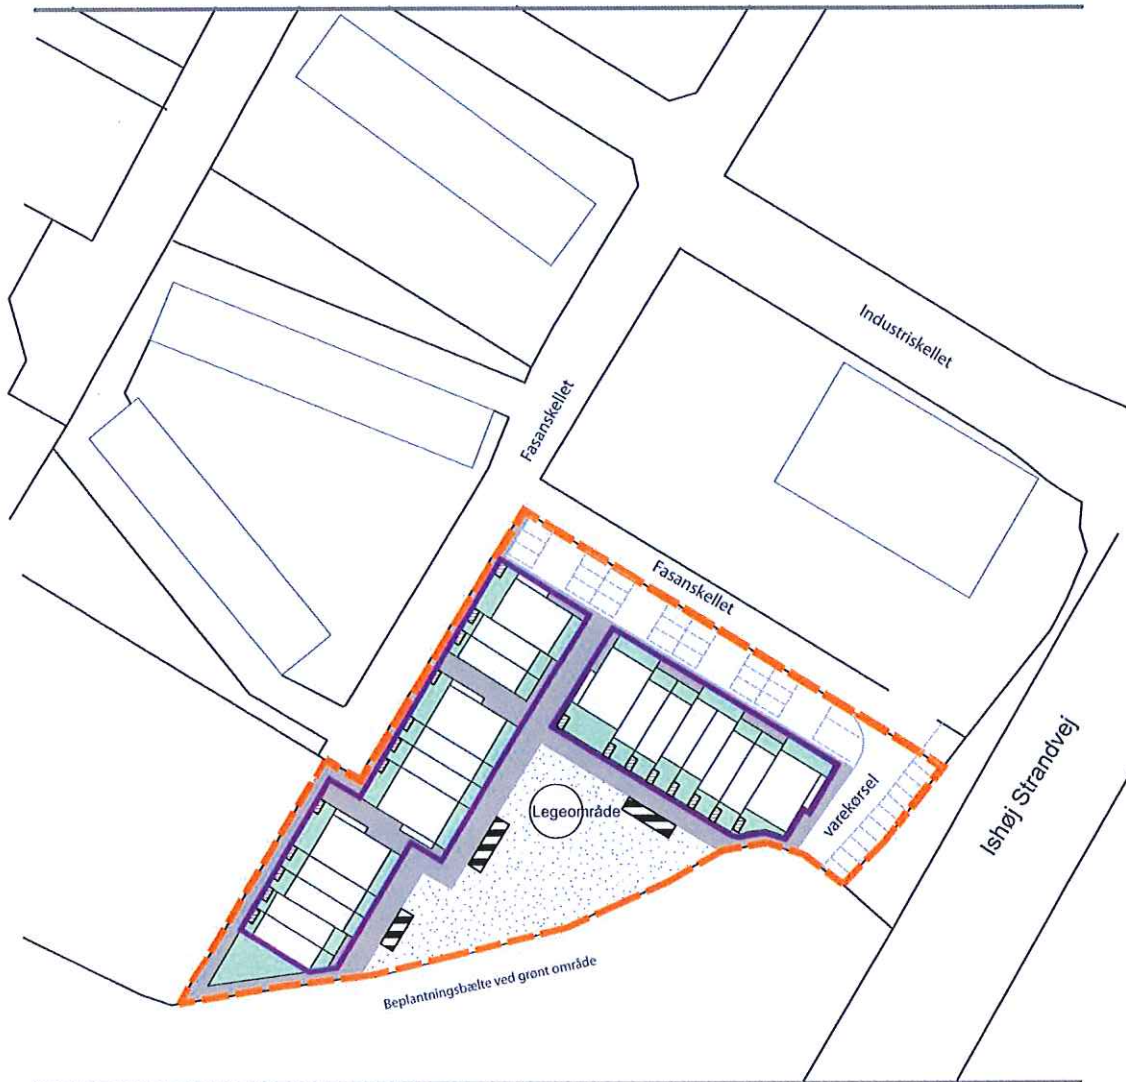 Industriskellet
Fasanskellet
Fasanskellet
Ishøj Strandvej
varekørsel
Legeområde
Beplantningsbælte ved grønt område